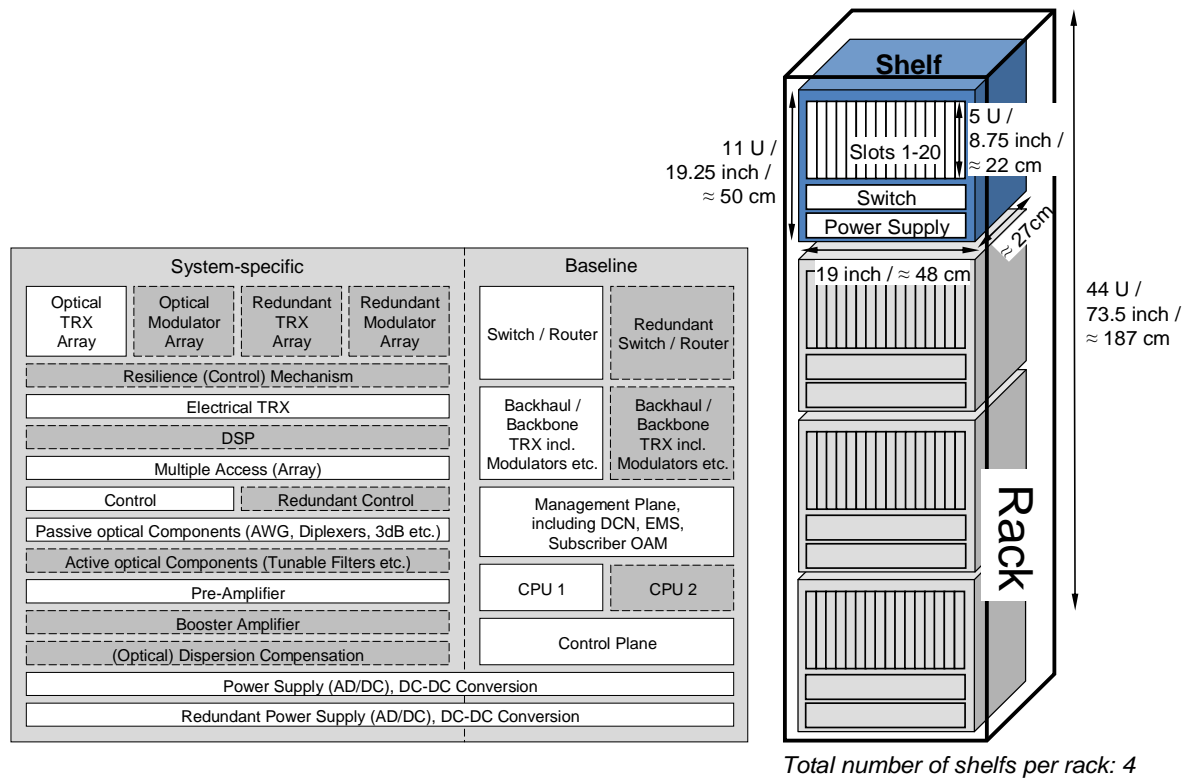 System-specific
Baseline
Optical
TRX
Array
Optical
Modulator
Array
Redundant
TRX
Array
Redundant
Modulator
Array
Resilience (Control) Mechanism
Electrical TRX
DSP
Multiple Access (Array)
Control
Redundant Control
Passive optical Components (AWG, Diplexers, 3dB etc.)
Active optical Components (Tunable Filters etc.)
Pre-Amplifier
Booster Amplifier
(Optical) Dispersion Compensation
Switch / Router
Redundant
Switch / Router
Backhaul /
Backbone
TRX incl.
Modulators etc.
Backhaul /
Backbone
TRX incl.
Modulators etc.
Management Plane,
including DCN, EMS,
Subscriber OAM
CPU 1
CPU 2
Control Plane
Power Supply (AD/DC), DC-DC Conversion
Redundant Power Supply (AD/DC), DC-DC Conversion
Shelf
11 U /
19.25 inch /
≈ 50 cm
Slots 1-20
5 U /
8.75 inch /
≈ 22 cm
Switch
Power Supply
≈ 27cm
19 inch / ≈ 48 cm
44 U /
73.5 inch /
≈ 187 cm
Rack
Total number of shelfs per rack: 4